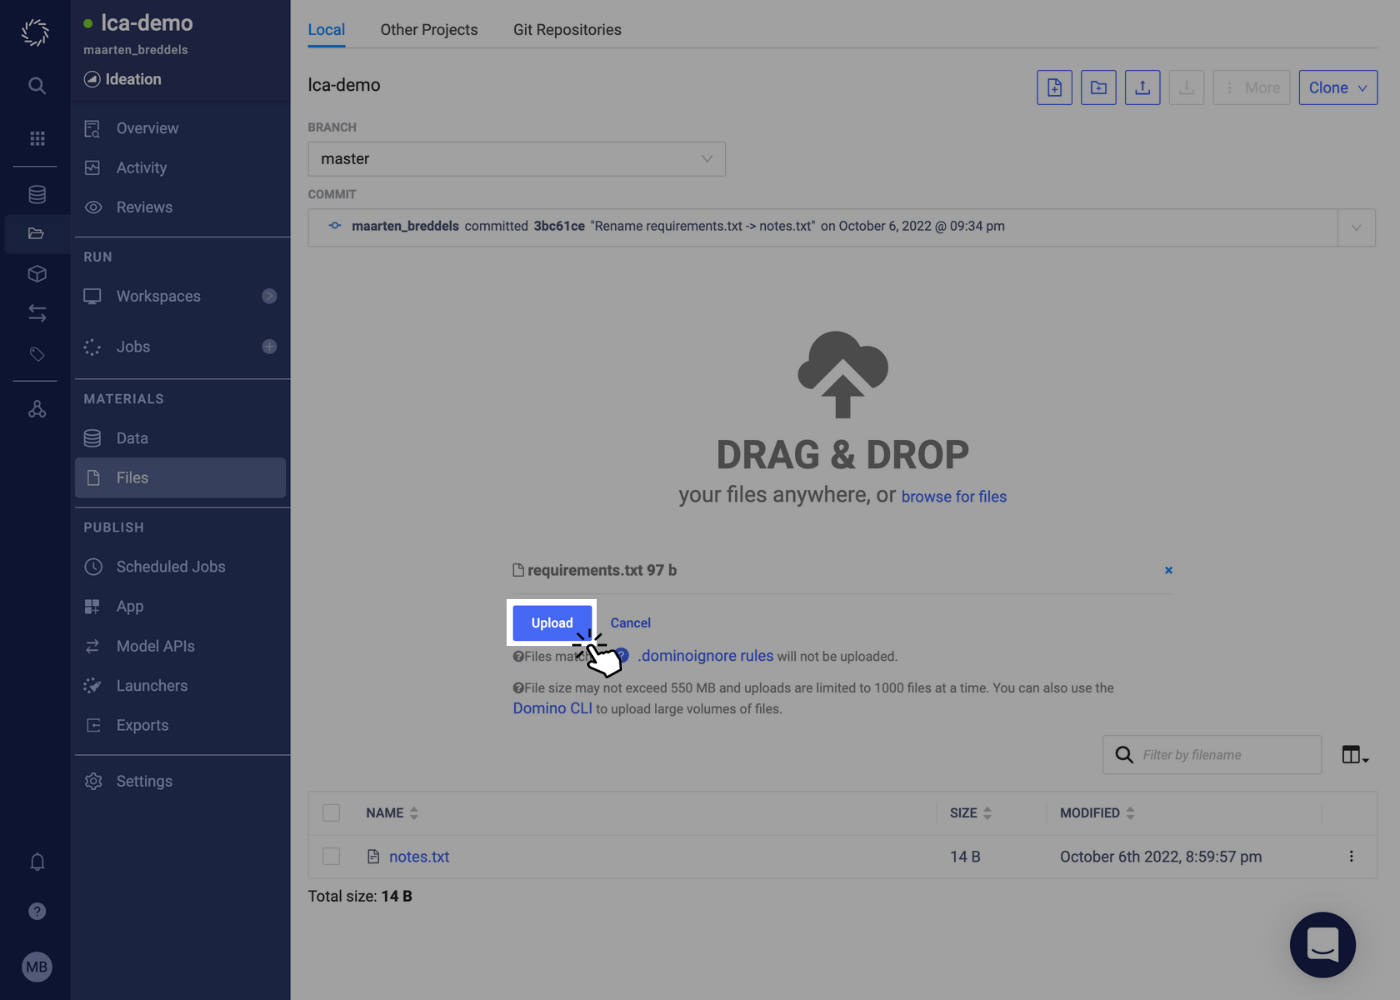 lca-demo
maarten_breddels
Ideation
Overview
Activity
Reviews
RUN
Workspaces
Jobs
MATERIALS
Data
Files
PUBLISH
Scheduled Jobs
App
Model APIs
Launchers
Exports
Settings
MB
Local Other Projects Git Repositories
lca-demo
More Clone
BRANCH
master
COMMIT
maarten_breddels committed 3bc61ce "Rename requirements.txt -> notes.txt" on October 6, 2022 @ 09:34 pm
DRAG & DROP
your files anywhere, or browse for files
requirements.txt 97 b ×
Upload Cancel
?Files ? .dominoignore rules will not be uploaded.
?File size may not exceed 550 MB and uploads are limited to 1000 files at a time. You can also use the
Domino CLI to upload large volumes of files.
Filter by filename
NAME SIZE MODIFIED
notes.txt 14 B October 6th 2022, 8:59:57 pm
Total size: 14 B